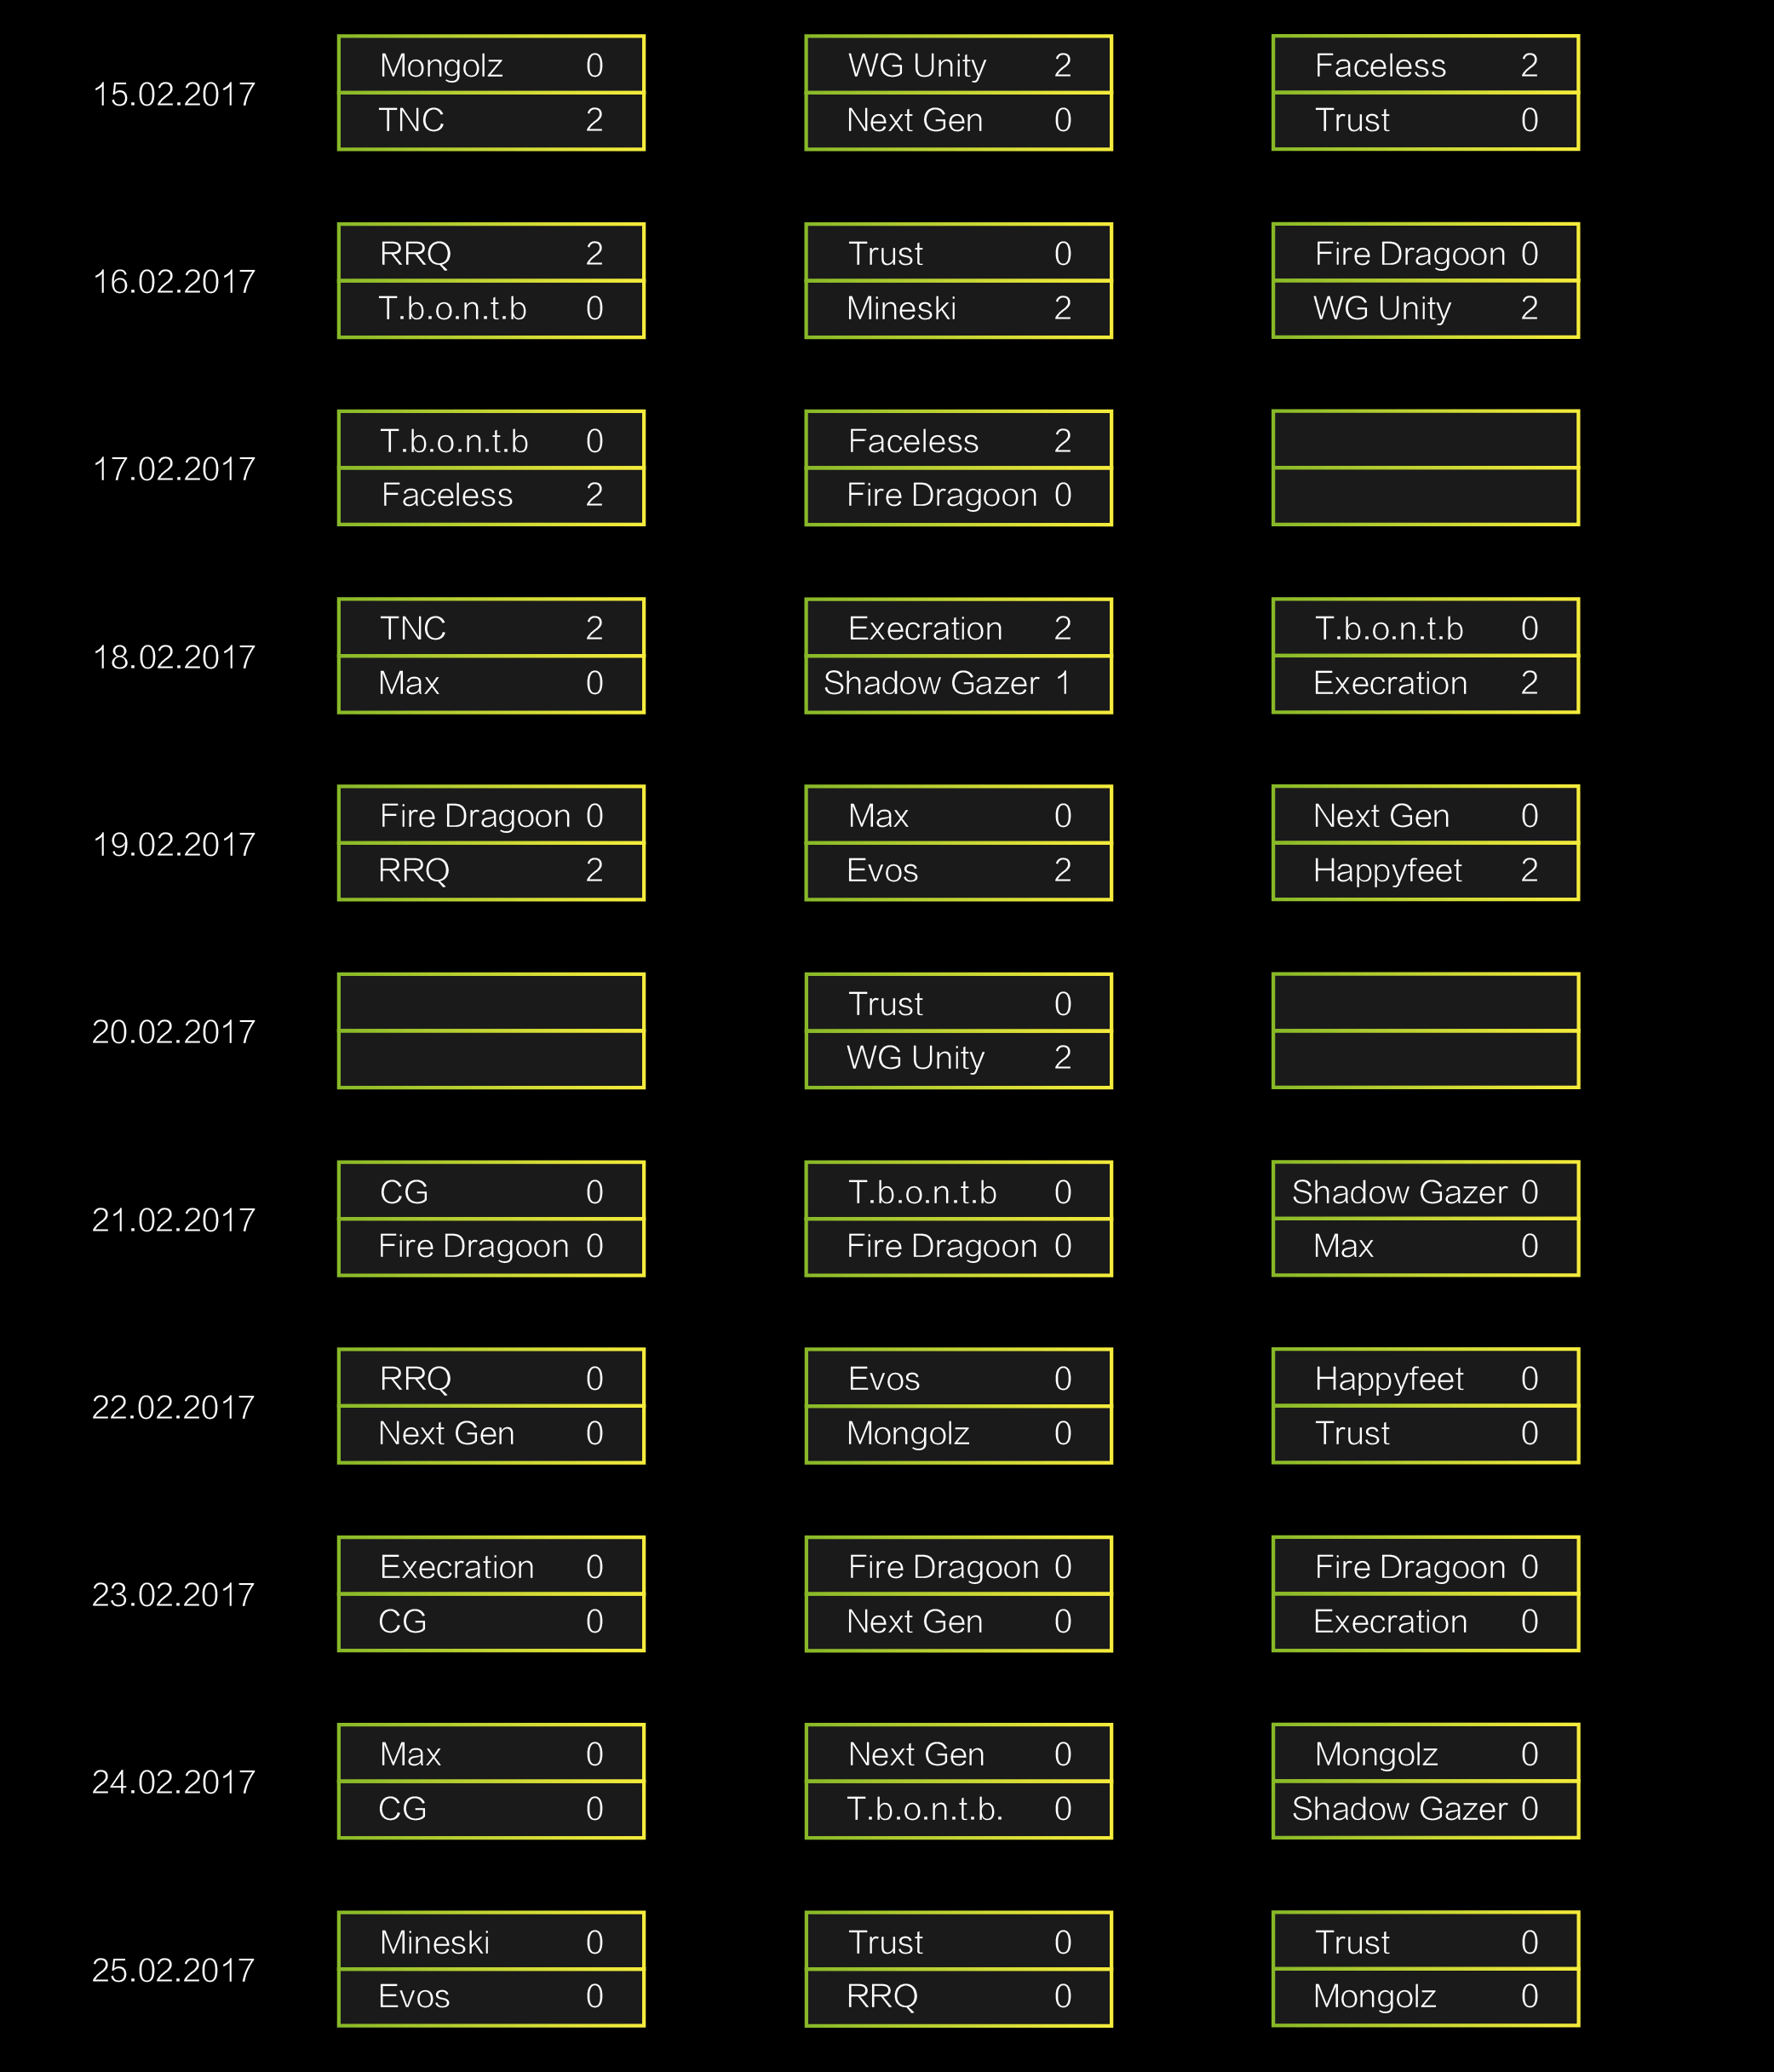 Mongolz 0 WG Unity 2 Faceless 2
15.02.2017
TNC 2 Next Gen 0 Trust 0
RRQ 2 Trust 0 Fire Dragoon 0
16.02.2017
T.b.o.n.t.b 0 Mineski 2 WG Unity 2
T.b.o.n.t.b 0 Faceless 2
17.02.2017
Faceless 2 Fire Dragoon 0
TNC 2 Execration 2 T.b.o.n.t.b 0
18.02.2017
Max 0 Shadow Gazer 1 Execration 2
Fire Dragoon 0 Max 0 Next Gen 0
19.02.2017
RRQ 2 Evos 2 Happyfeet 2
Trust 0
20.02.2017
WG Unity 2
CG 0 T.b.o.n.t.b 0 Shadow Gazer 0
21.02.2017
Fire Dragoon 0 Fire Dragoon 0 Max 0
RRQ 0 Evos 0 Happyfeet 0
22.02.2017
Next Gen 0 Mongolz 0 Trust 0
Execration 0 Fire Dragoon 0 Fire Dragoon 0
23.02.2017
CG 0 Next Gen 0 Execration 0
Max 0 Next Gen 0 Mongolz 0
24.02.2017
CG 0 T.b.o.n.t.b. 0 Shadow Gazer 0
Mineski 0 Trust 0 Trust 0
25.02.2017
Evos 0 RRQ 0 Mongolz 0